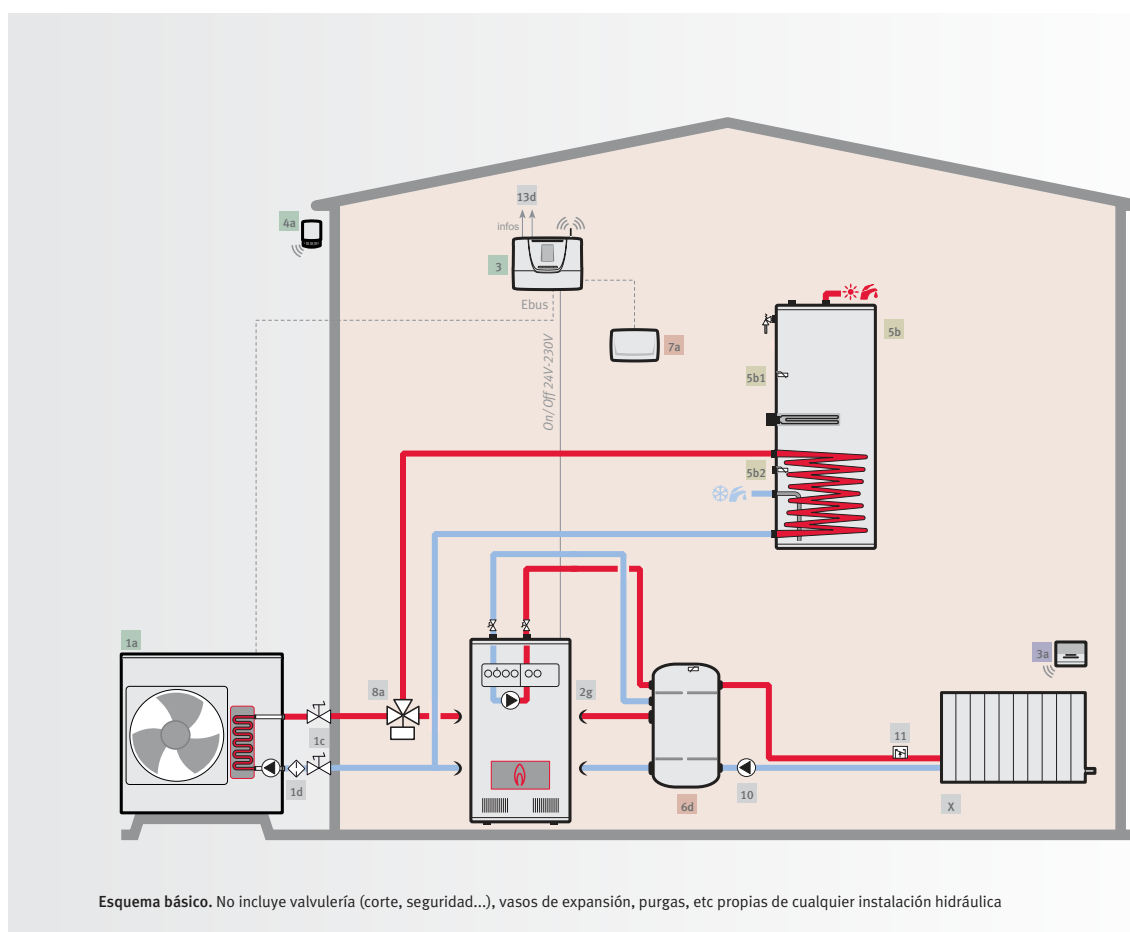 13d
4a
infos
3
Ebus
On/Off 24V-230V
7a
5b
5b1
5b2
1a
3a
8a
2g
1c
11
1d
10
6d
X
Esquema básico. No incluye valvulería (corte, seguridad...), vasos de expansión, purgas, etc propias de cualquier instalación hidráulica